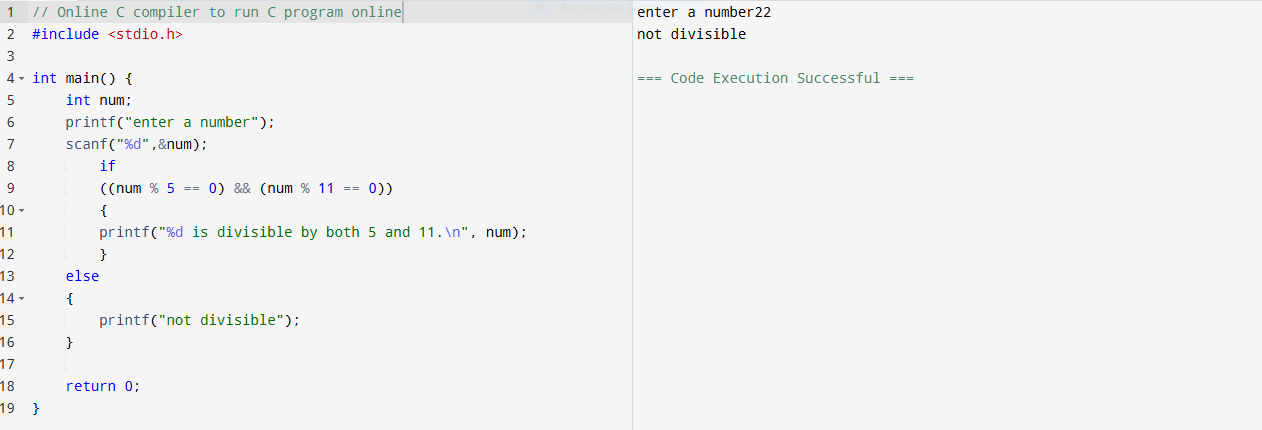 1 // Online C compiler to run C program online
2 #include <stdio.h>
3
4 int main() {
5 int num;
6 printf("enter a number");
7 scanf("%d",&num);
8 if
9 ((num % 5 == 0) && (num % 11 == 0))
10 {
11 printf("%d is divisible by both 5 and 11.\n", num);
12 }
13 else
14 {
15 printf("not divisible");
16 }
17
18 return 0;
19 }
enter a number22
not divisible
=== Code Execution Successful ===